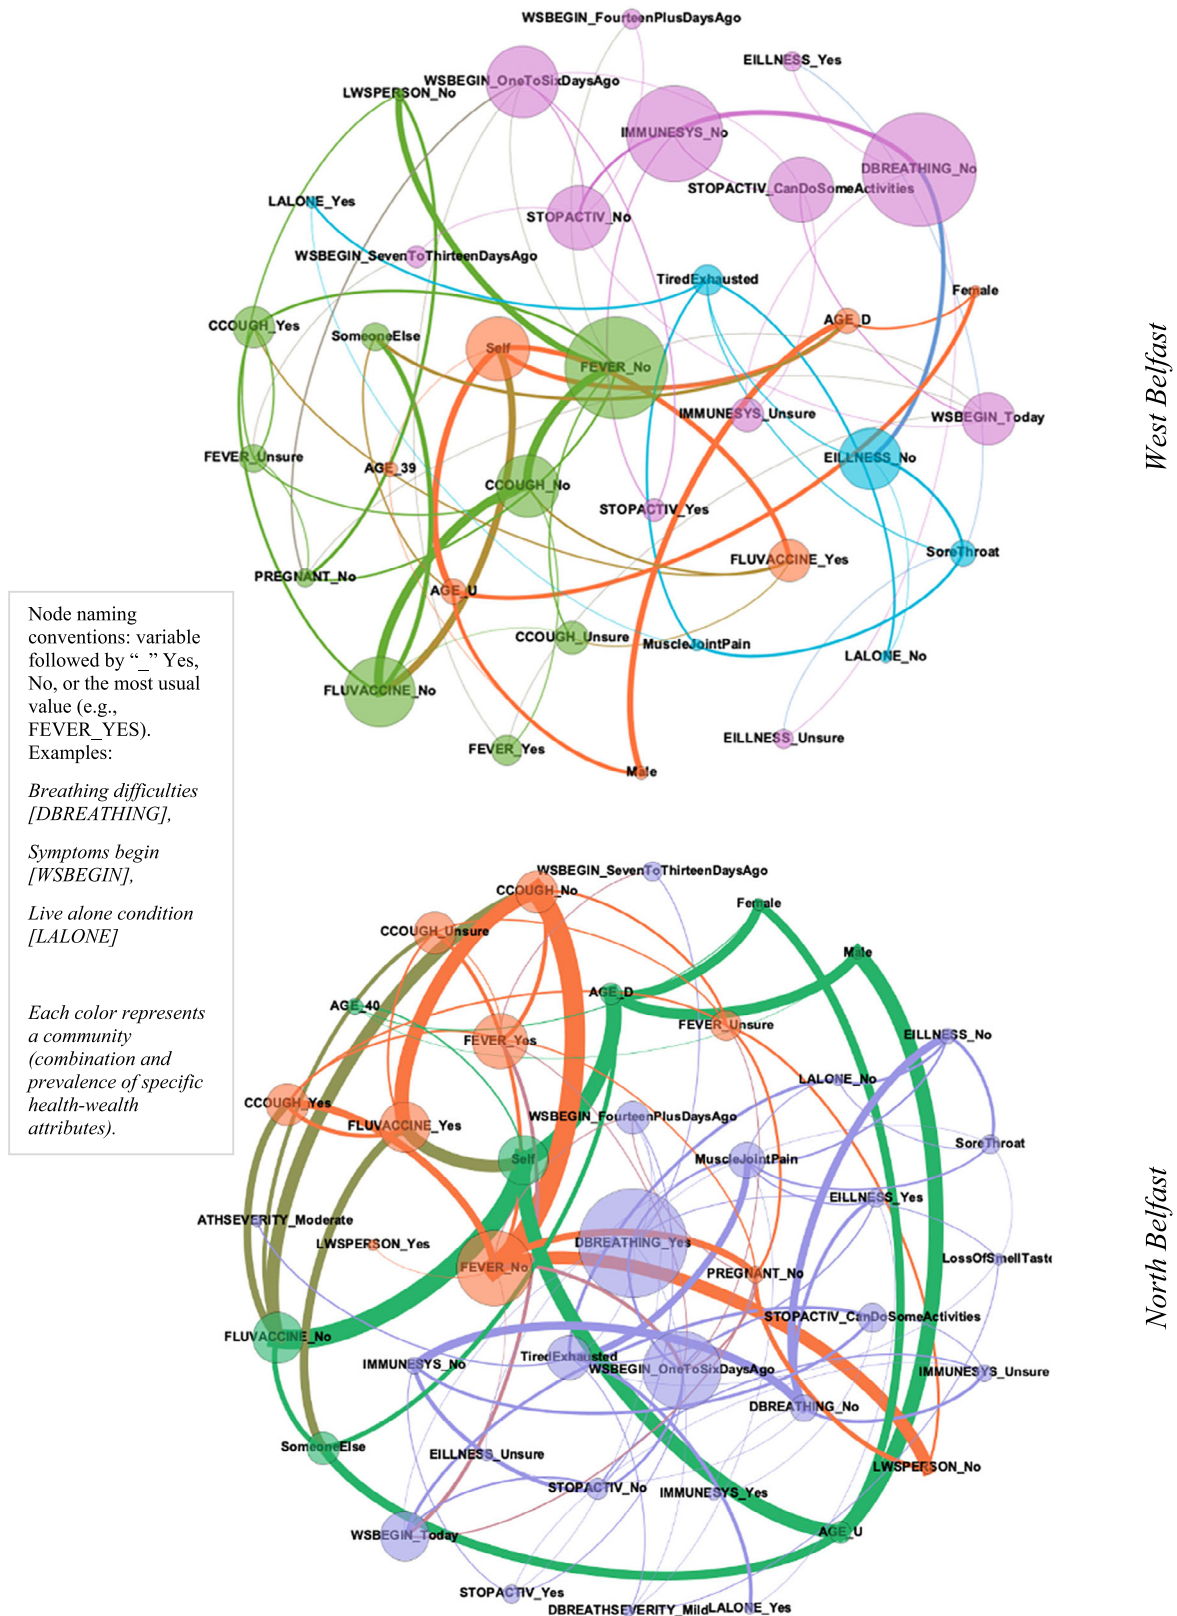 WSBEGIN_FourteenPlusDaysAgo
EILLNESS_Yes
WSBEGIN_OneToSixDaysAgo
LWSPERSON_No
IMMUNESYS_No
DBREATHING_No
STOPACTIV_CanDoSomeActivities
LALONE_Yes
STOPACTIV_No
WSBEGIN_SevenToThirteenDaysAgo
TiredExhausted
Female
CCOUGH_Yes
SomeoneElse
AGE_D
Self
FEVER_No
IMMUNESYS_Unsure
WSBEGIN_Today
FEVER_Unsure
AGE_39
EILLNESS_No
CCOUGH_No
STOPACTIV_Yes
SoreThroat
FLUVACCINE_Yes
PREGNANT_No
AGE_U
CCOUGH_Unsure
MuscleJointPain
LALONE_No
FLUVACCINE_No
EILLNESS_Unsure
FEVER_Yes
Male
West Belfast
Node naming
conventions: variable
followed by “_” Yes,
No, or the most usual
value (e.g.,
FEVER_YES).
Examples:
Breathing difficulties
[DBREATHING],
Symptoms begin
[WSBEGIN],
Live alone condition
[LALONE]
Each color represents
a community
(combination and
prevalence of specific
health-wealth
attributes).
WSBEGIN_SevenToThirteenDaysAgo
CCOUGH_No
Female
CCOUGH_Unsure
Male
AGE_D
AGE_40
FEVER_Unsure
EILLNESS_No
FEVER_Yes
LALONE_No
CCOUGH_Yes
WSBEGIN_FourteenPlusDaysAgo
FLUVACCINE_Yes
SoreThroat
Self
MuscleJointPain
EILLNESS_Yes
ATHSEVERITY_Moderate
LWSPERSON_Yes
DBREATHING_Yes
LossOfSmellTaste
FEVER_No
PREGNANT_No
STOPACTIV_CanDoSomeActivities
FLUVACCINE_No
TiredExhausted
IMMUNESYS_No
WSBEGIN_OneToSixDaysAgo
IMMUNESYS_Unsure
DBREATHING_No
SomeoneElse
EILLNESS_Unsure
LWSPERSON_No
STOPACTIV_No
IMMUNESYS_Yes
WSBEGIN_Today
AGE_U
STOPACTIV_Yes
DBREATHSEVERITY_Mild
LALONE_Yes
North Belfast